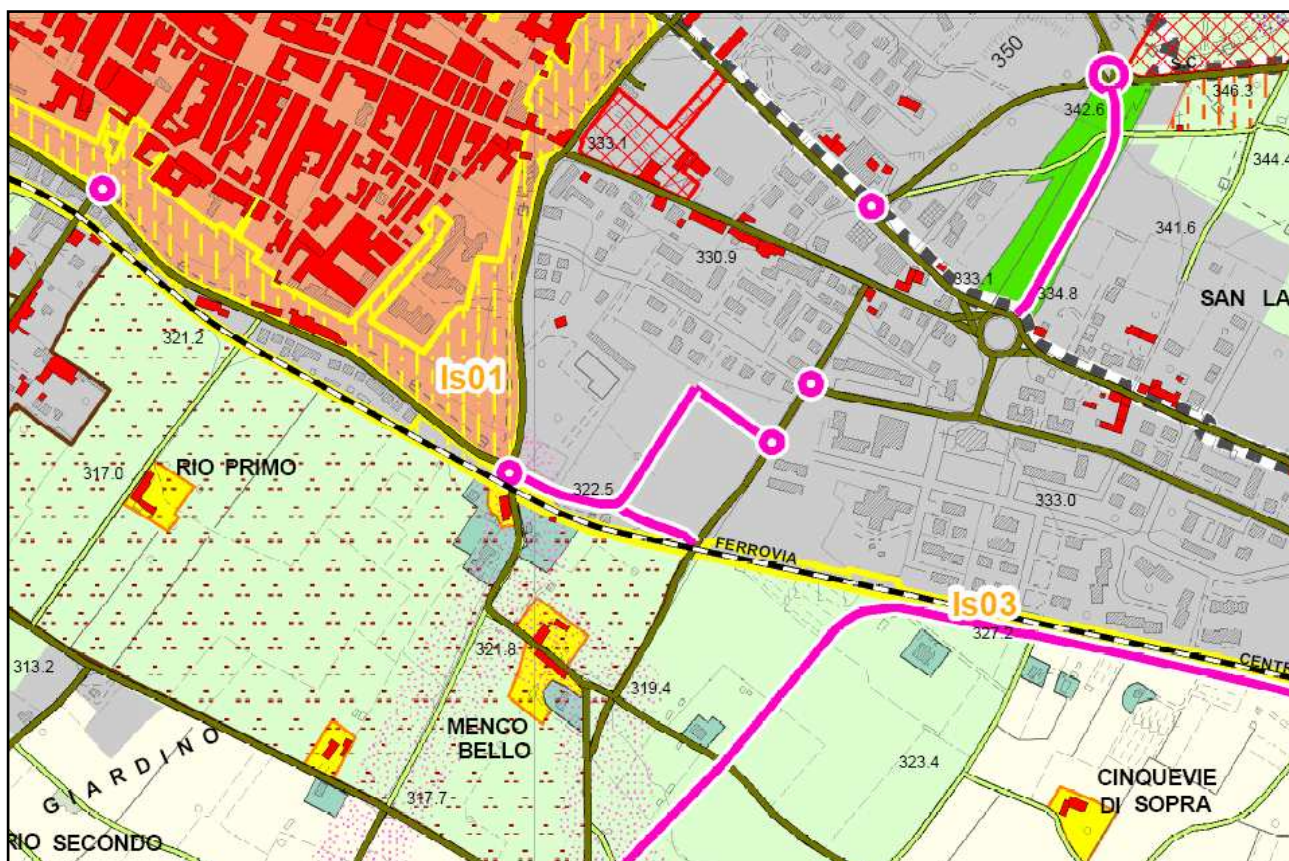 350
S.C
346.3
342.6
333.1
344.4
341.6
330.9
333.1
334.8
SAN LA
321.2
Is01
RIO PRIMO
317.0
322.5
333.0
FERROVIA
Is03
327.2
313.2
321.8
CENT
319.4
MENCO
BELLO
GIARDINO
323.4
CINQUEVIE
DI SOPRA
317.7
RIO SECONDO